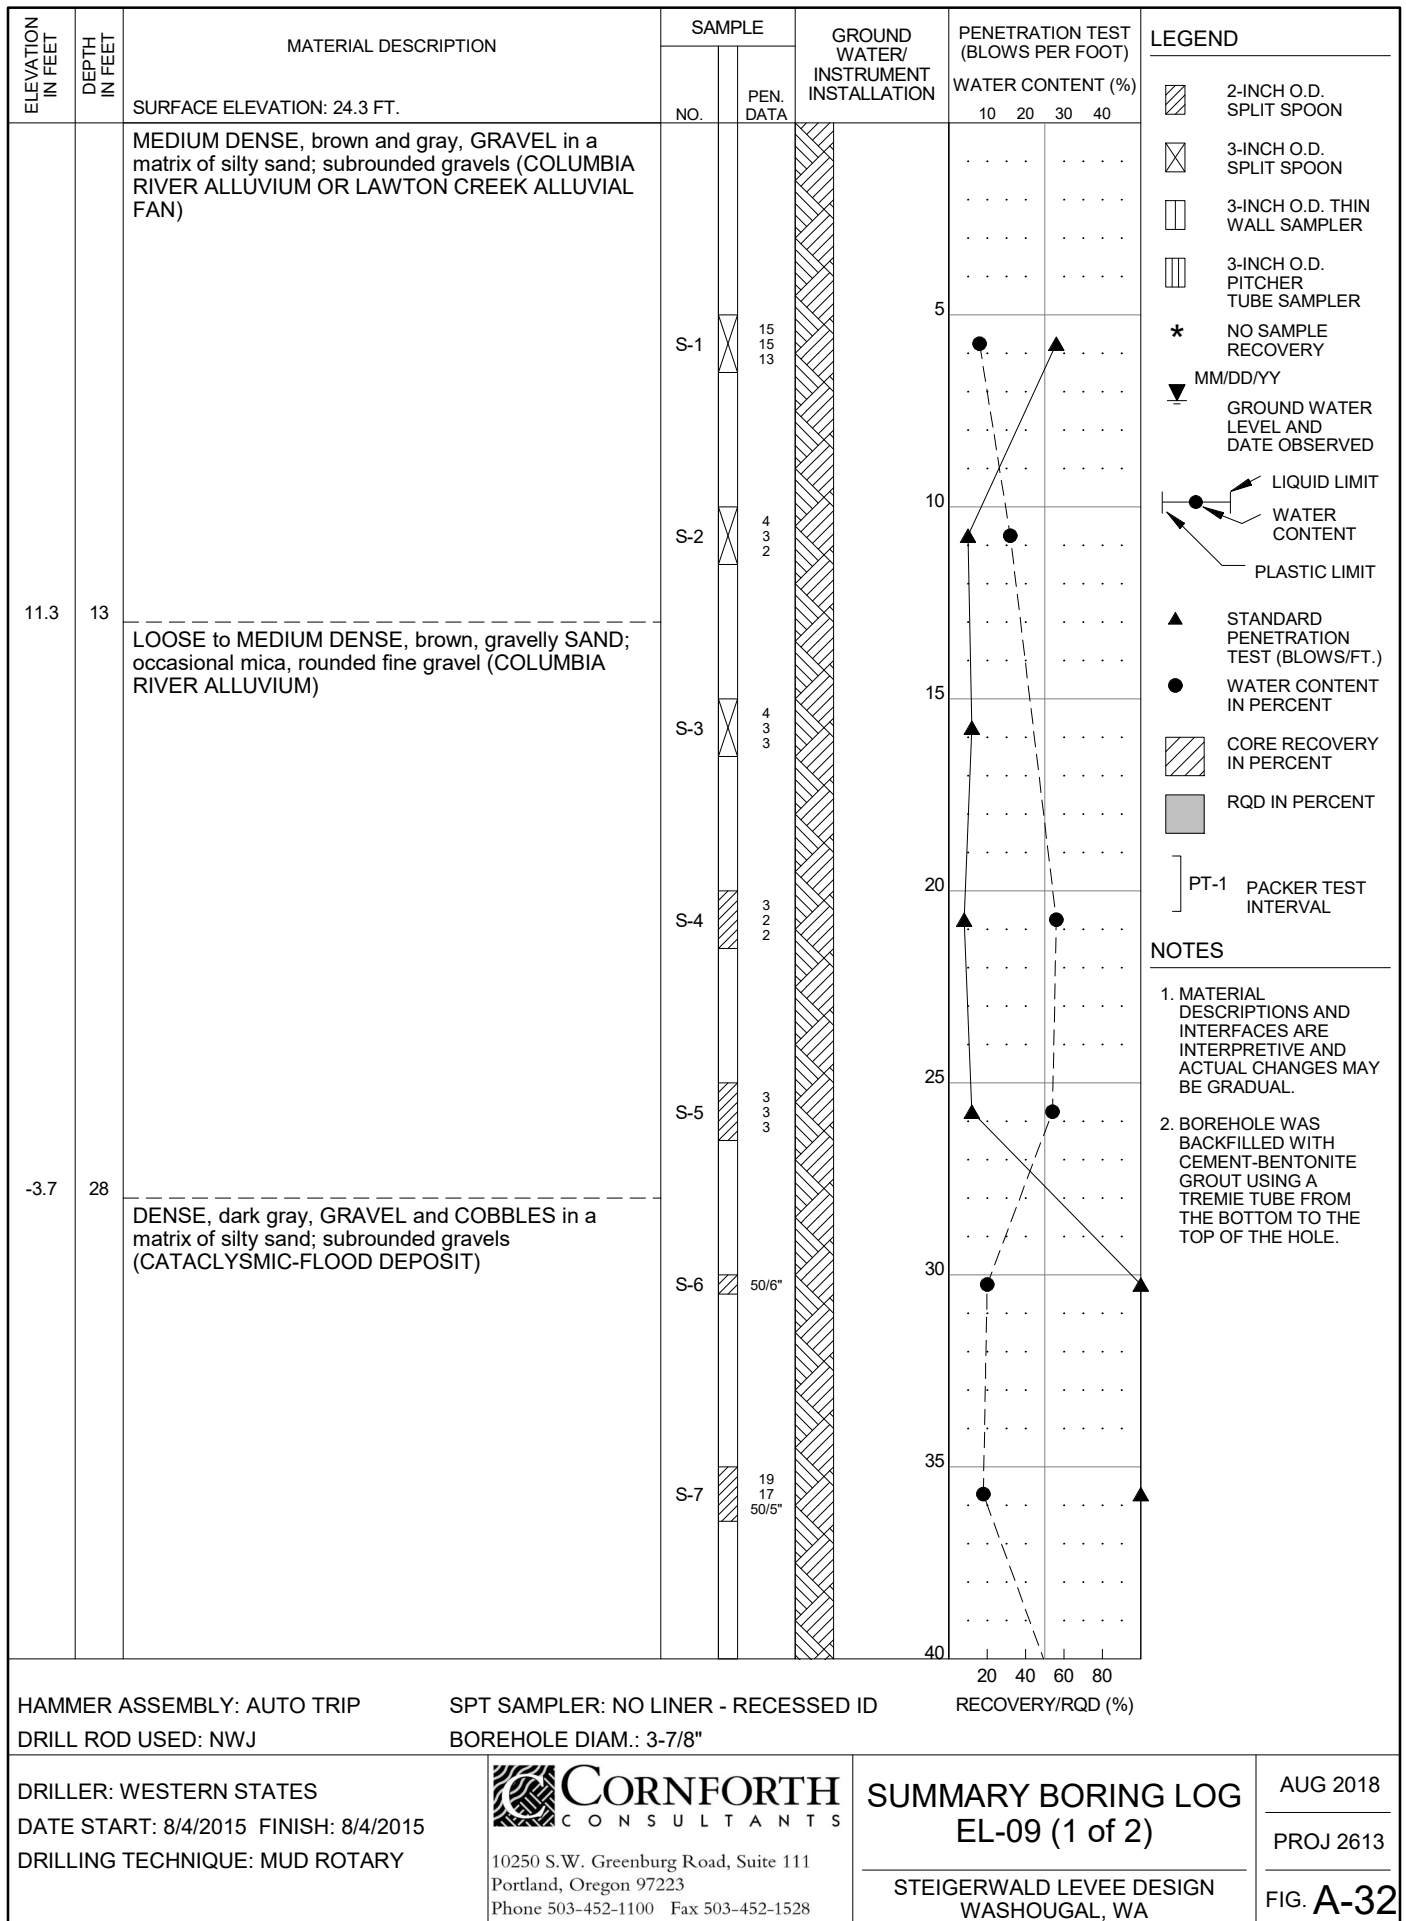 ELEVATION
IN FEET
DEPTH
IN FEET
MATERIAL DESCRIPTION
SURFACE ELEVATION: 24.3 FT.
SAMPLE
NO.
PEN.
DATA
GROUND
WATER/
INSTRUMENT
INSTALLATION
PENETRATION TEST
(BLOWS PER FOOT)
WATER CONTENT (%)
10 20 30 40
MEDIUM DENSE, brown and gray, GRAVEL in a
matrix of silty sand; subrounded gravels (COLUMBIA
RIVER ALLUVIUM OR LAWTON CREEK ALLUVIAL
FAN)
5
S-1
15
15
13
10
S-2
4
3
2
11.3 13
LOOSE to MEDIUM DENSE, brown, gravelly SAND;
occasional mica, rounded fine gravel (COLUMBIA
RIVER ALLUVIUM)
15
S-3
4
3
3
20
S-4
3
2
2
25
S-5
3
3
3
-3.7 28
DENSE, dark gray, GRAVEL and COBBLES in a
matrix of silty sand; subrounded gravels
(CATACLYSMIC-FLOOD DEPOSIT)
30
S-6
50/6"
35
S-7
19
17
50/5"
40
20 40 60 80
RECOVERY/RQD (%)
LEGEND
2-INCH O.D.
SPLIT SPOON
3-INCH O.D.
SPLIT SPOON
3-INCH O.D. THIN
WALL SAMPLER
3-INCH O.D.
PITCHER
TUBE SAMPLER
* NO SAMPLE
RECOVERY
MM/DD/YY
GROUND WATER
LEVEL AND
DATE OBSERVED
LIQUID LIMIT
WATER
CONTENT
PLASTIC LIMIT
STANDARD
PENETRATION
TEST (BLOWS/FT.)
WATER CONTENT
IN PERCENT
CORE RECOVERY
IN PERCENT
RQD IN PERCENT
PT-1 PACKER TEST
INTERVAL
NOTES
1. MATERIAL
DESCRIPTIONS AND
INTERFACES ARE
INTERPRETIVE AND
ACTUAL CHANGES MAY
BE GRADUAL.
2. BOREHOLE WAS
BACKFILLED WITH
CEMENT-BENTONITE
GROUT USING A
TREMIE TUBE FROM
THE BOTTOM TO THE
TOP OF THE HOLE.
HAMMER ASSEMBLY: AUTO TRIP
SPT SAMPLER: NO LINER - RECESSED ID
DRILL ROD USED: NWJ
BOREHOLE DIAM.: 3-7/8"
DRILLER: WESTERN STATES
DATE START: 8/4/2015 FINISH: 8/4/2015
DRILLING TECHNIQUE: MUD ROTARY
CORNFORTH
CONSULTANTS
10250 S.W. Greenburg Road, Suite 111
Portland, Oregon 97223
Phone 503-452-1100 Fax 503-452-1528
SUMMARY BORING LOG
EL-09 (1 of 2)
STEIGERWALD LEVEE DESIGN
WASHOUGAL, WA
AUG 2018
PROJ 2613
FIG. A-32